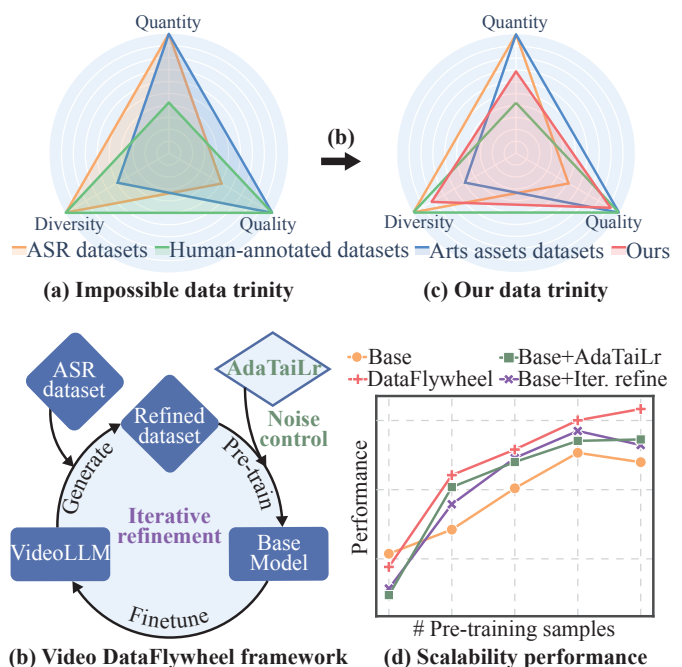 Quantity
Quantity
(b)
Diversity
Quality
Diversity
Quality
ASR datasets
Human-annotated datasets
Arts assets datasets
Ours
(a) Impossible data trinity
(c) Our data trinity
ASR
dataset
Refined
dataset
AdaTaiLr
Noise
control
Generate
Pre-train
Iterative
refinement
VideoLLM
Base
Model
Finetune
(b) Video DataFlywheel framework
Base
Base+AdaTaiLr
DataFlywheel
Base+Iter. refine
Performance
# Pre-training samples
(d) Scalability performance